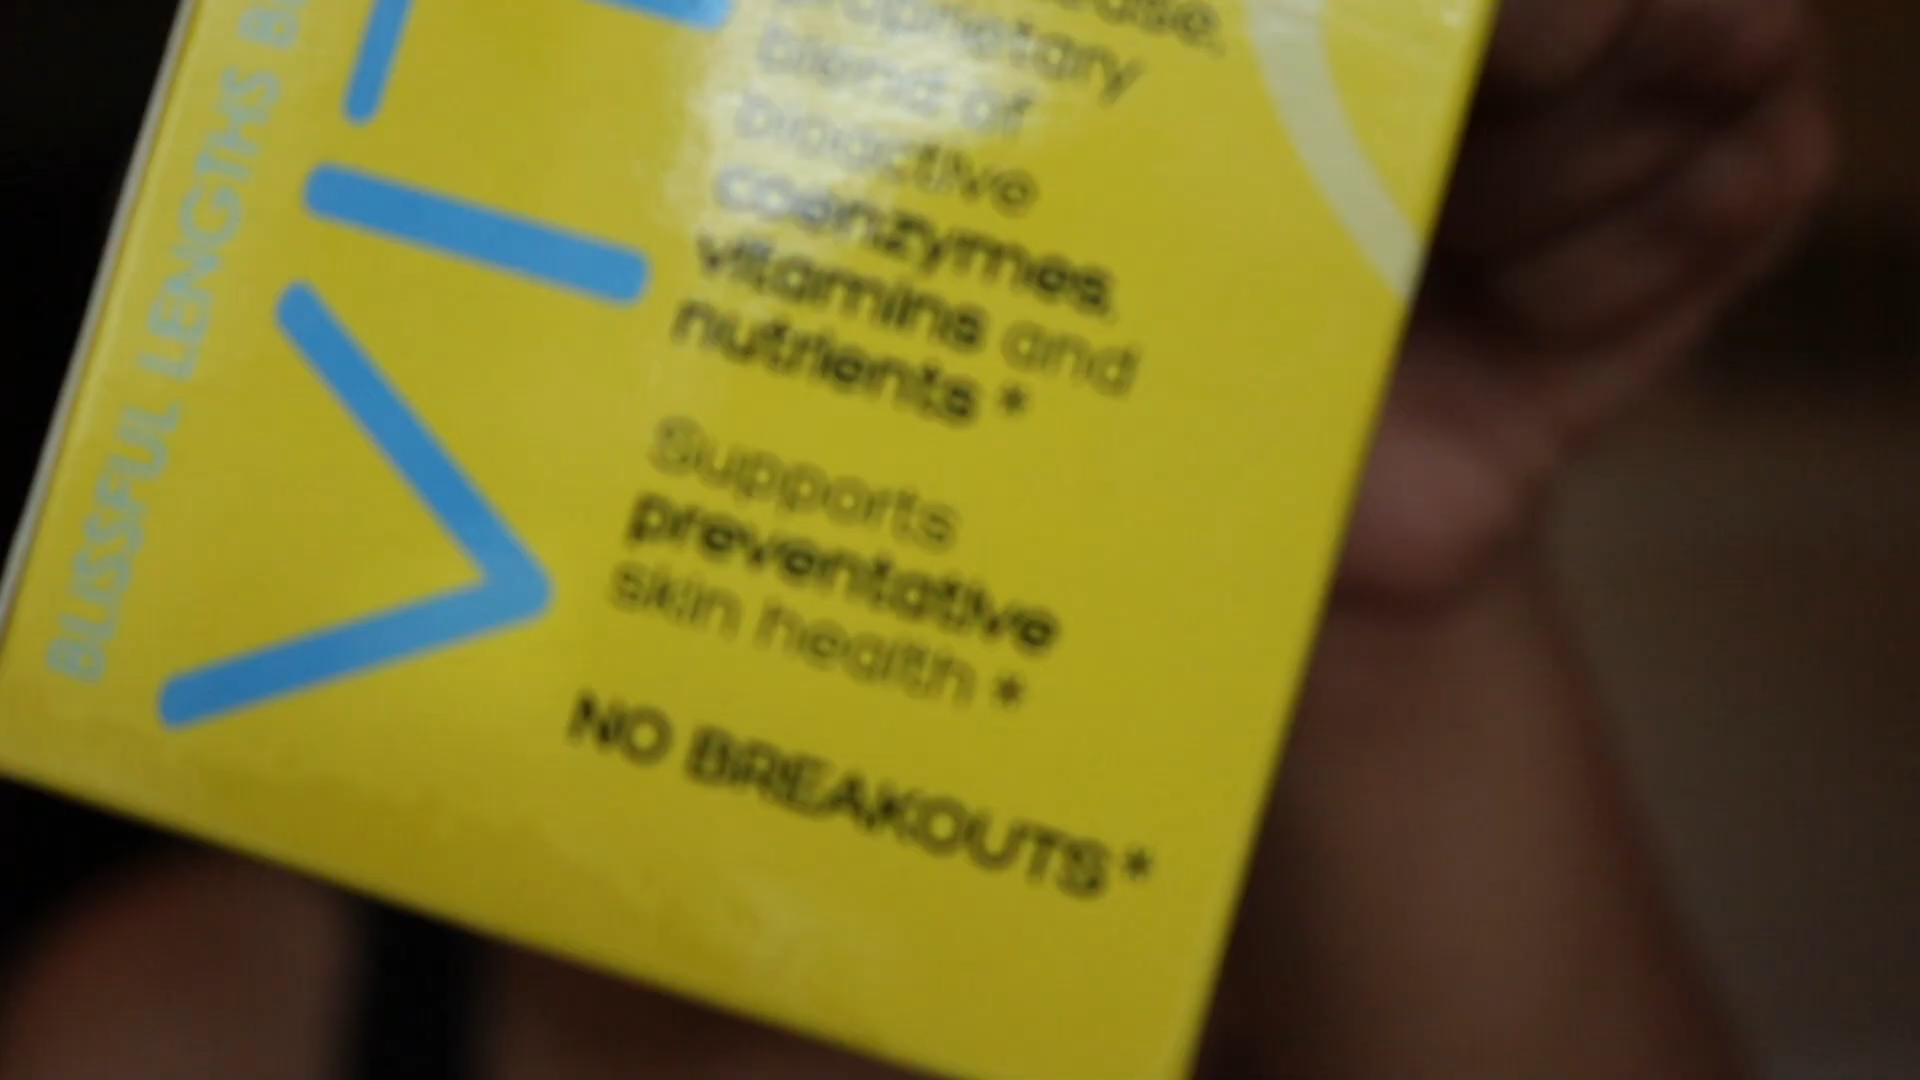 BLISSFUL LENGTHS
proprietary
blend of
bioactive
coenzymes,
vitamins and
nutrients *
Supports
preventative
skin health *
NO BREAKOUTS*